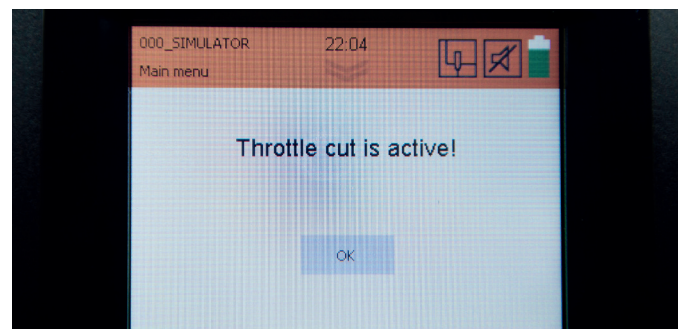 000_SIMULATOR 22:04
Main menu
Throttle cut is active!
OK